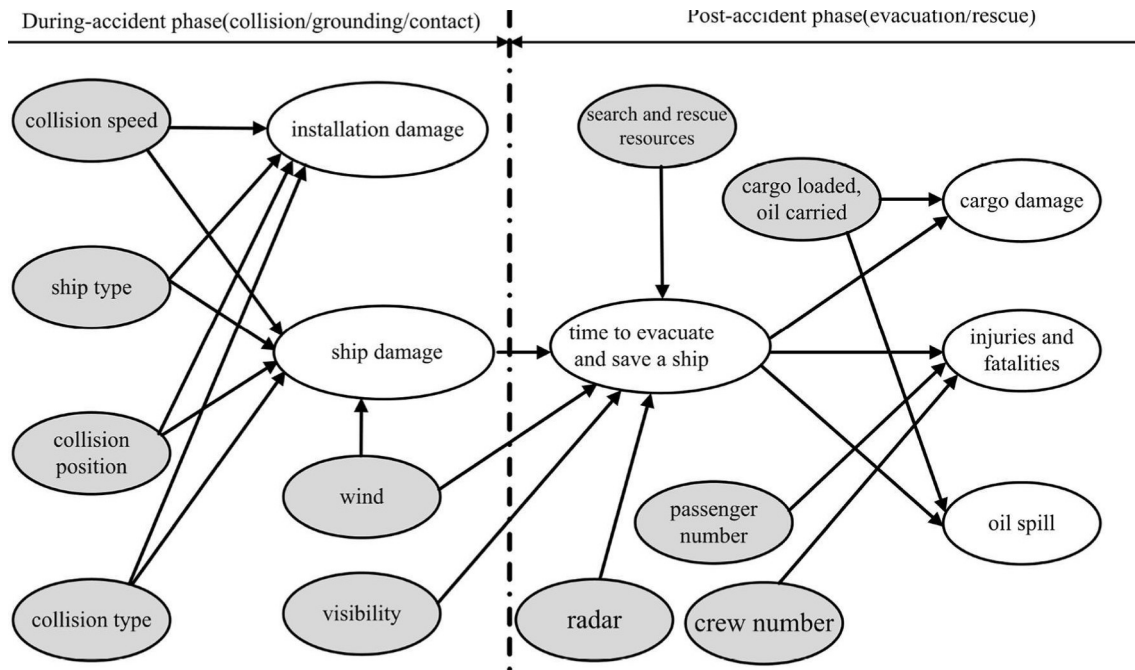 During-accident phase(collision/grounding/contact)
Post-accident phase(evacuation/rescue)
collision speed
installation damage
search and rescue
resources
cargo loaded,
oil carried
cargo damage
ship type
ship damage
time to evacuate
and save a ship
injuries and
fatalities
collision
position
wind
passenger
number
oil spill
collision type
visibility
radar
crew number